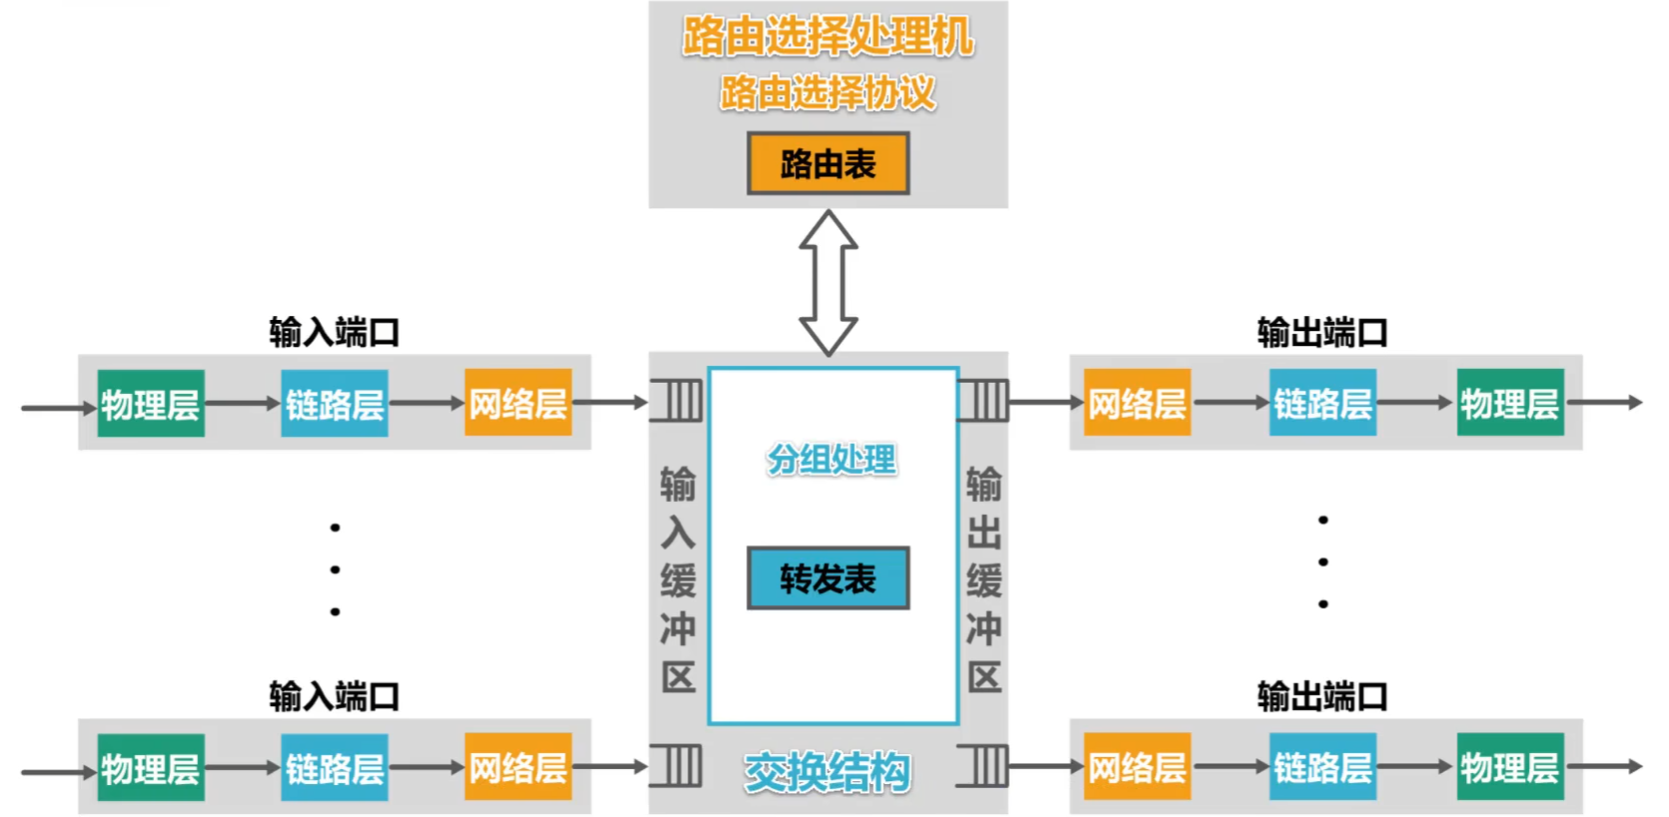 路由选择处理机
路由选择协议
路由表
输入端口
物理层
链路层
网络层
输入缓冲区
分组处理
转发表
输出缓冲区
输出端口
网络层
链路层
物理层
输入端口
物理层
链路层
网络层
交换结构
输出端口
网络层
链路层
物理层